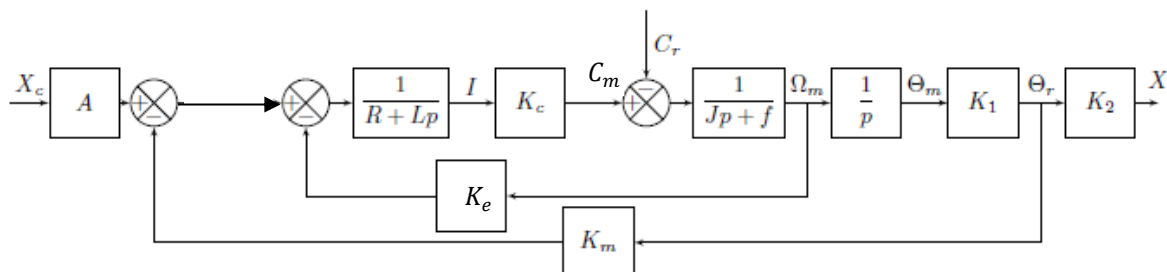 X_c
A
+
−
+
−
1
R + Lp
I
K_c
C_m
C_r
+
−
1
Jp + f
Ω_m
1
p
Θ_m
K_1
Θ_r
K_2
X
K_e
K_m